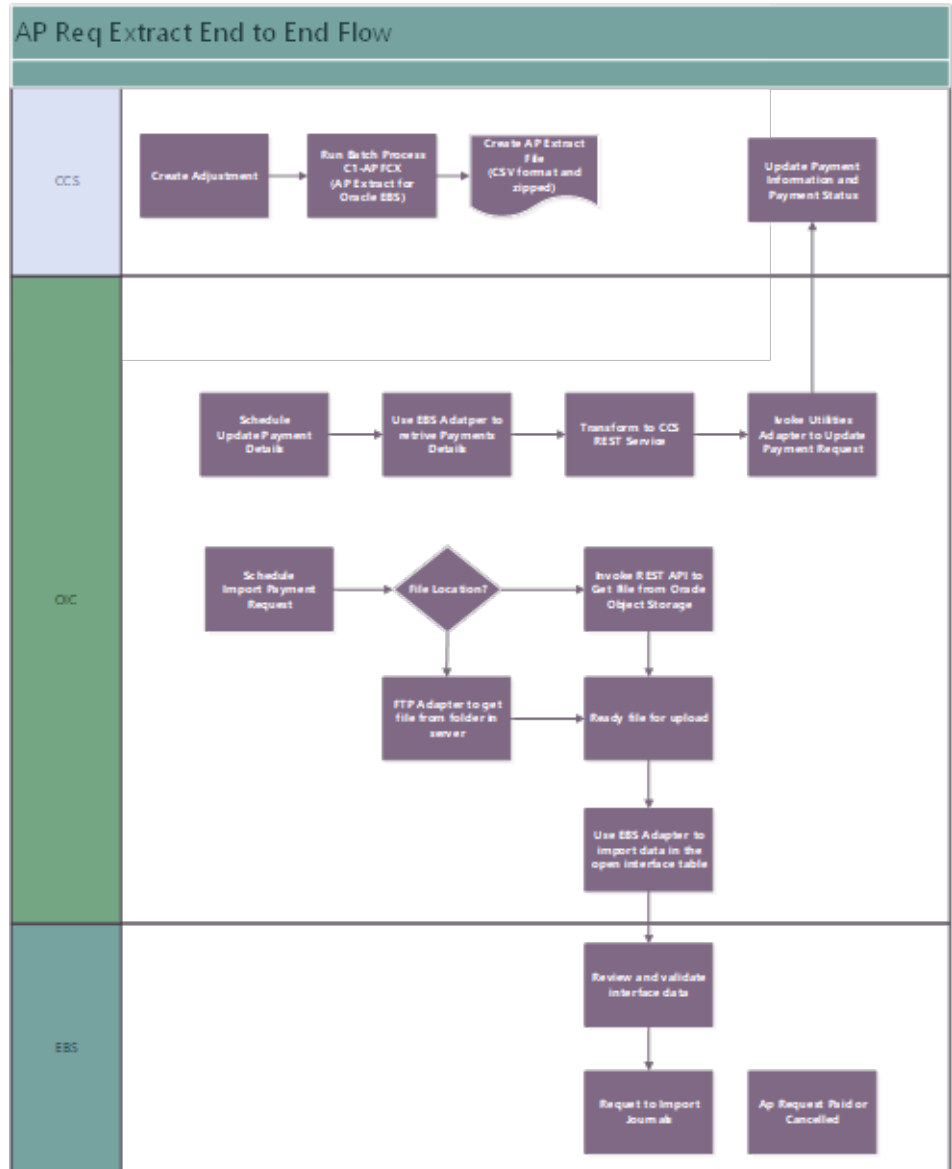 AP Req Extract End to End Flow
CCS
Create Adjustment
Run Batch Process
C1-APFCX
(AP Extract for
Oracle EBS)
Create AP Extract
File
(CSV format and
zipped)
Update Payment
Information and
Payment Status
OIC
Schedule
Update Payment
Details
Use EBS Adatper to
retrive Payments
Details
Transform to CCS
REST Service
Ivoke Utilities
Adapter to Update
Payment Request
Schedule
Import Payment
Request
File Location?
Invoke REST API to
Get file from Oracle
Object Storage
FTP Adapter to get
file from folder in
server
Ready file for upload
Use EBS Adapter to
import data in the
open interface table
EBS
Review and validate
interface data
Requet to Import
Journals
Ap Request Paid or
Cancelled